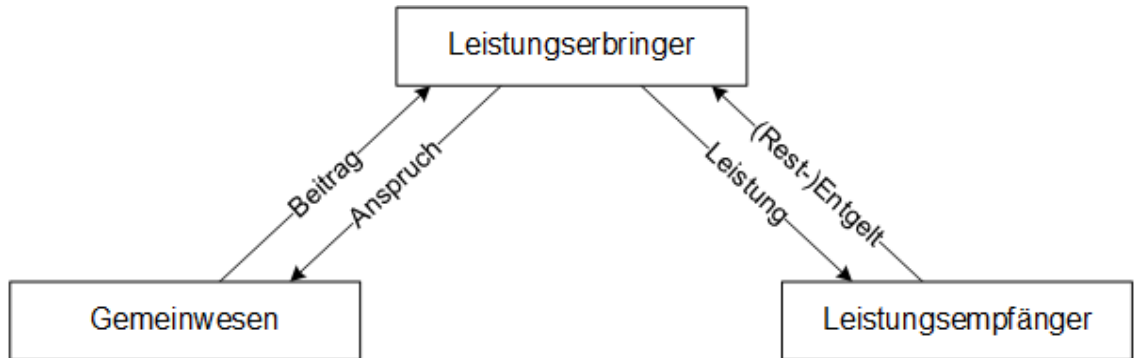 Leistungserbringer
Beitrag
Anspruch
Leistung
(Rest-)Entgelt
Gemeinwesen
Leistungsempfänger